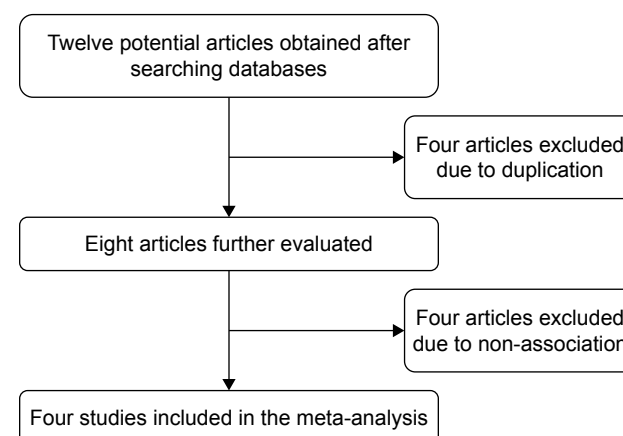 Twelve potential articles obtained after
searching databases
Four articles excluded
due to duplication
Eight articles further evaluated
Four articles excluded
due to non-association
Four studies included in the meta-analysis